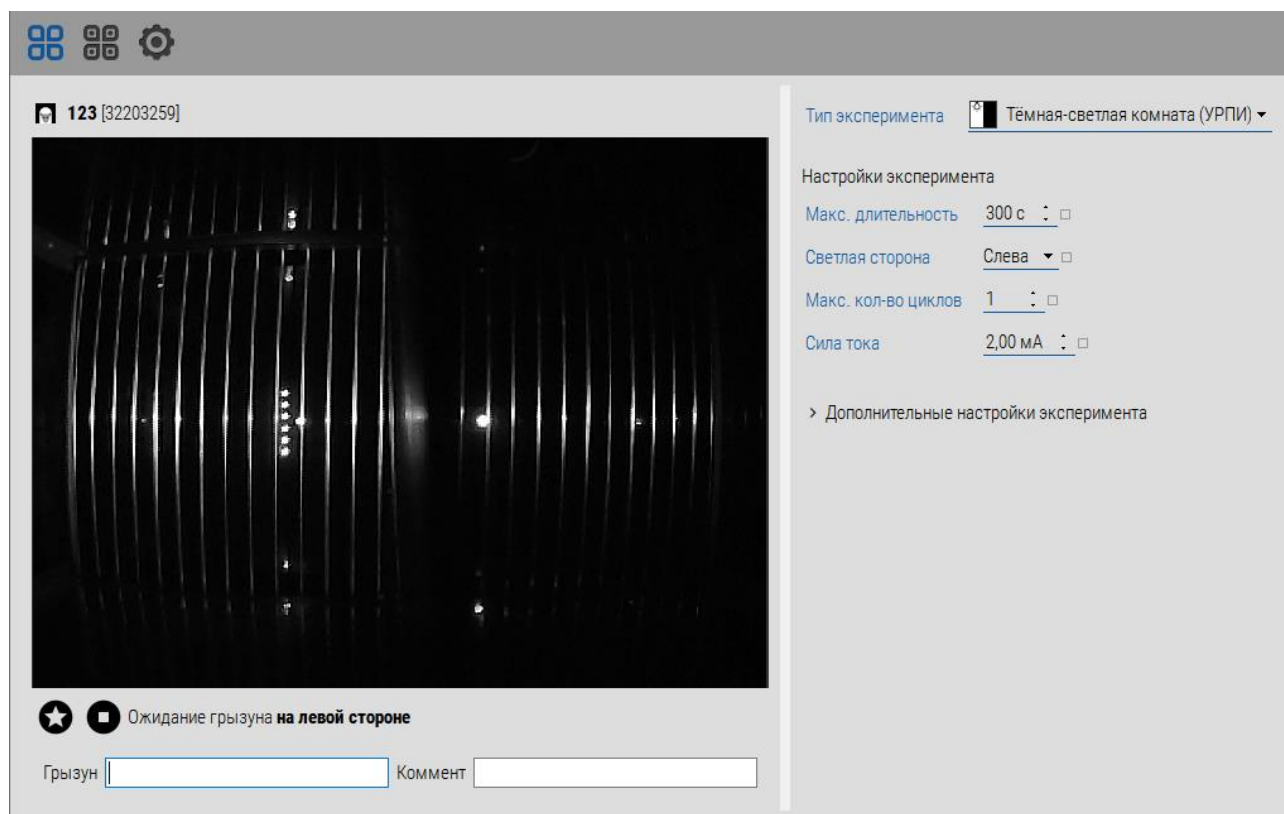 123 [32203259]
Ожидание грызуна на левой стороне
Грызун
Коммент
Тип эксперимента Тёмная-светлая комната (УРПИ)
Настройки эксперимента
Макс. длительность 300 с
Светлая сторона Слева
Макс. кол-во циклов 1
Сила тока 2,00 мА
> Дополнительные настройки эксперимента